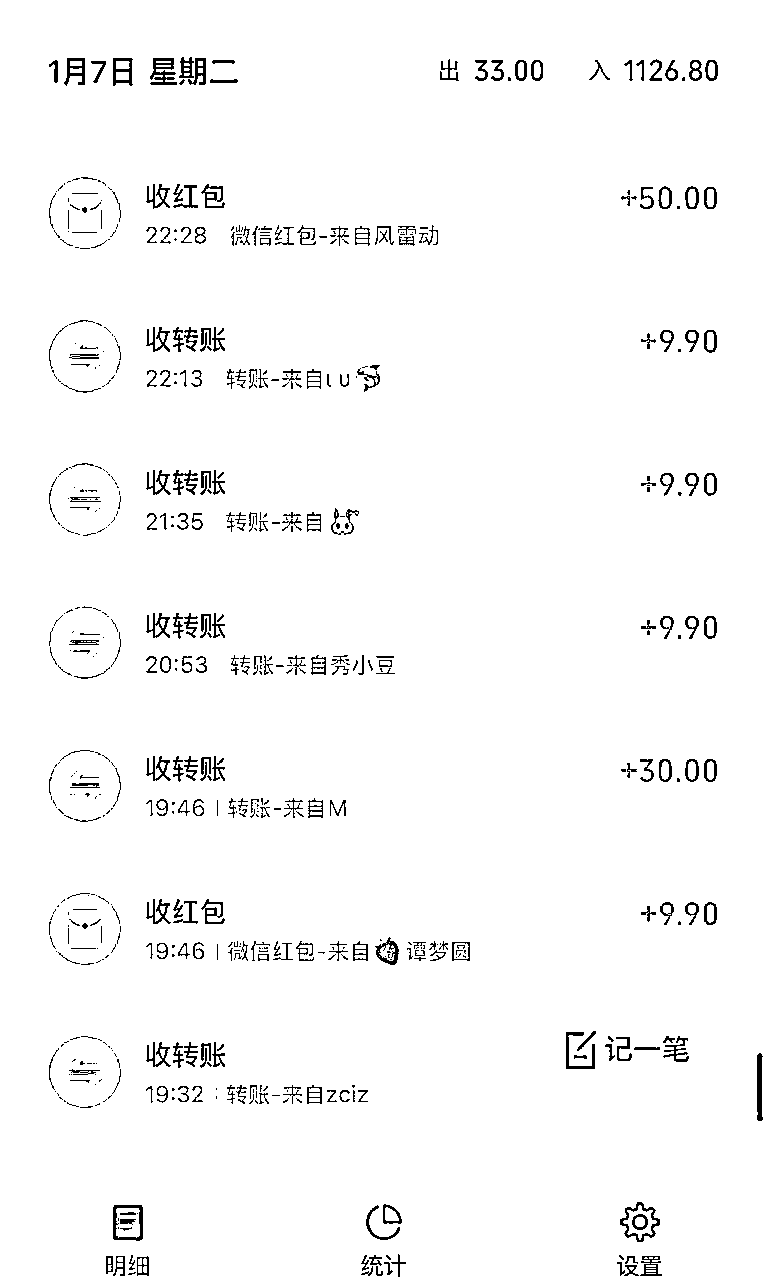 1月7日 星期二 出 33.00 入 1126.80
收红包 +50.00
22:28 微信红包-来自风雷动
收转账 +9.90
22:13 转账-来自ɩ υ
收转账 +9.90
21:35 转账-来自
收转账 +9.90
20:53 转账-来自秀小豆
收转账 +30.00
19:46 | 转账-来自M
收红包 +9.90
19:46 | 微信红包-来自🍓谭梦圆
收转账
19:32 | 转账-来自zciz
记一笔
明细 统计 设置